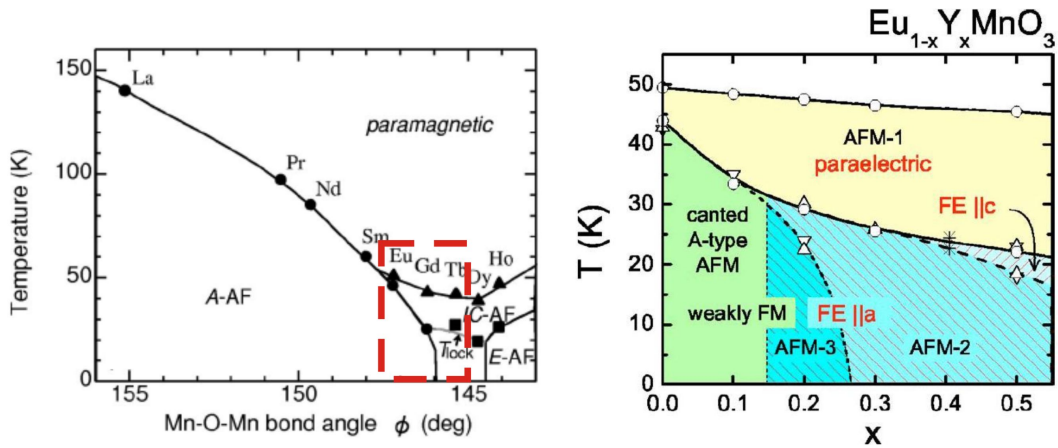 150
100
50
0
Temperature (K)
La
Pr
Nd
Sm
Eu
Gd
Tb
Dy
Ho
paramagnetic
A-AF
IC-AF
T_lock
E-AF
155
150
145
Mn-O-Mn bond angle ϕ (deg)
Eu₁₋ₓYₓMnO₃
50
40
30
20
10
0
T (K)
AFM-1
paraelectric
FE ||c
canted
A-type
AFM
weakly FM
FE ||a
AFM-3
AFM-2
0.0
0.1
0.2
0.3
0.4
0.5
x